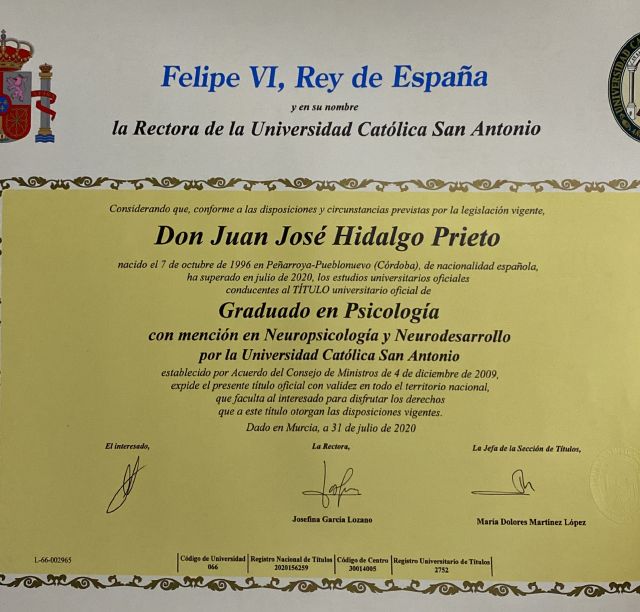 Felipe VI, Rey de España
y en su nombre
la Rectora de la Universidad Católica San Antonio
Considerando que, conforme a las disposiciones y circunstancias previstas por la legislación vigente,
Don Juan José Hidalgo Prieto
nacido el 7 de octubre de 1996 en Peñarroya-Pueblonuevo (Córdoba), de nacionalidad española,
ha superado en julio de 2020, los estudios universitarios oficiales
conducentes al TÍTULO universitario oficial de
Graduado en Psicología
con mención en Neuropsicología y Neurodesarrollo
por la Universidad Católica San Antonio
establecido por Acuerdo del Consejo de Ministros de 4 de diciembre de 2009,
expide el presente título oficial con validez en todo el territorio nacional,
que faculta al interesado para disfrutar los derechos
que a este título otorgan las disposiciones vigentes.
Dado en Murcia, a 31 de julio de 2020
El interesado, La Rectora, La Jefa de la Sección de Títulos,
Josefina García Lozano María Dolores Martínez López
L-66-002965
Código de Universidad Registro Nacional de Títulos Código de Centro Registro Universitario de Títulos
066 2020156259 30014005 2752